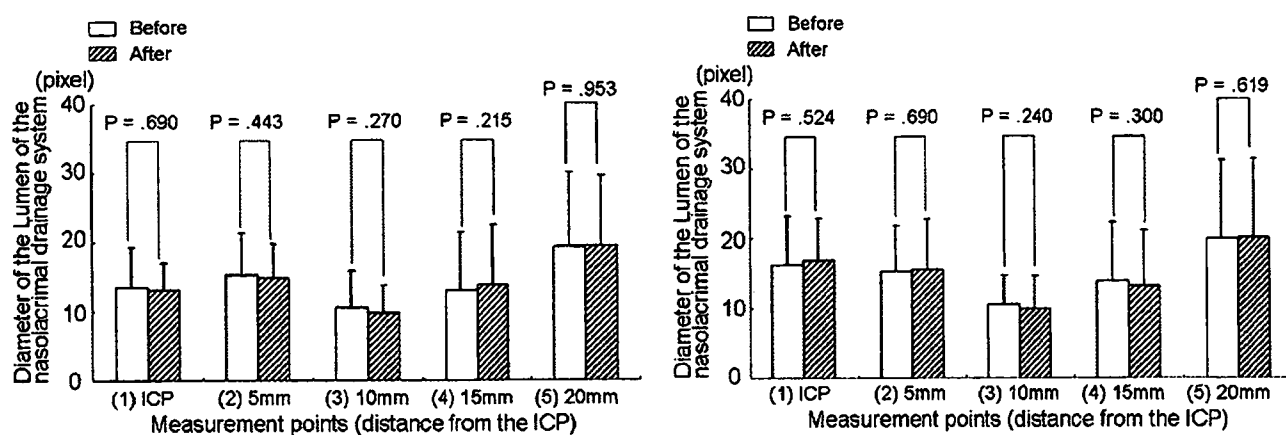 Before
After
(pixel)
Diameter of the Lumen of the
nasolacrimal drainage system
40
30
20
10
0
P = .690
P = .443
P = .270
P = .215
P = .953
(1) ICP
(2) 5mm
(3) 10mm
(4) 15mm
(5) 20mm
Measurement points (distance from the ICP)
Before
After
(pixel)
Diameter of the Lumen of the
nasolacrimal drainage system
40
30
20
10
0
P = .524
P = .690
P = .240
P = .300
P = .619
(1) ICP
(2) 5mm
(3) 10mm
(4) 15mm
(5) 20mm
Measurement points (distance from the ICP)